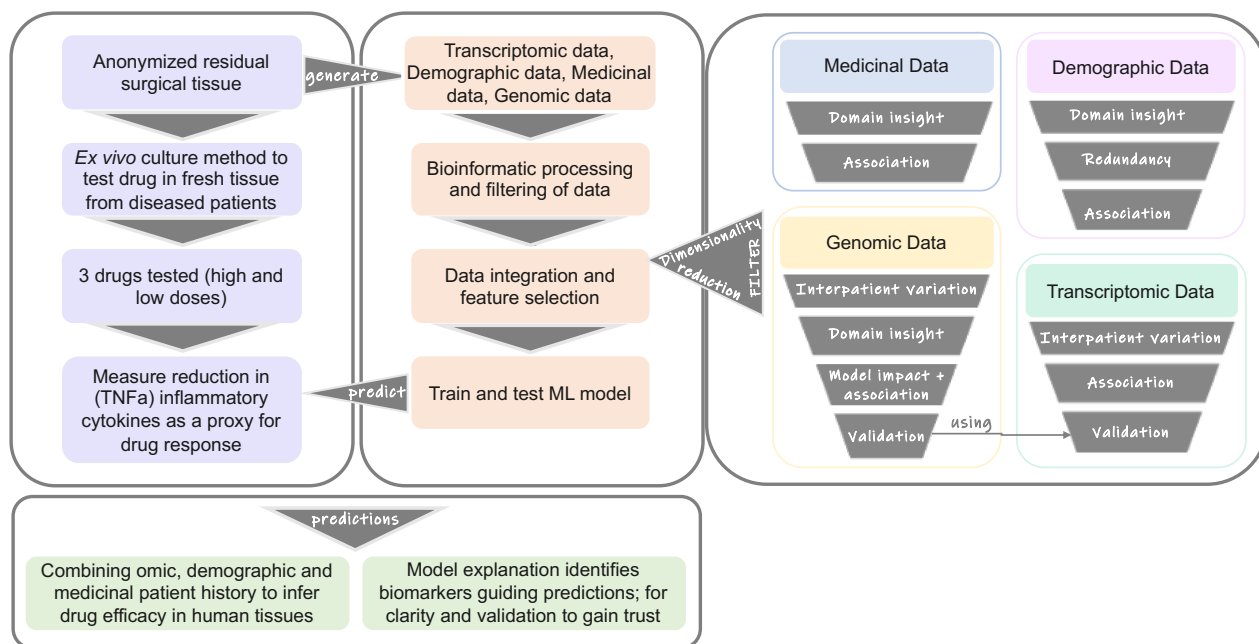 Anonymized residual
surgical tissue
generate
Ex vivo culture method to
test drug in fresh tissue
from diseased patients
3 drugs tested (high and
low doses)
Measure reduction in
(TNFa) inflammatory
cytokines as a proxy for
drug response
Transcriptomic data,
Demographic data, Medicinal
data, Genomic data
Bioinformatic processing
and filtering of data
Data integration and
feature selection
Train and test ML model
predict
Dimensionality
reduction
FILTER
Medicinal Data
Domain insight
Association
Demographic Data
Domain insight
Redundancy
Association
Genomic Data
Interpatient variation
Domain insight
Model impact +
association
Validation
using
Transcriptomic Data
Interpatient variation
Association
Validation
predictions
Combining omic, demographic and
medicinal patient history to infer
drug efficacy in human tissues
Model explanation identifies
biomarkers guiding predictions; for
clarity and validation to gain trust